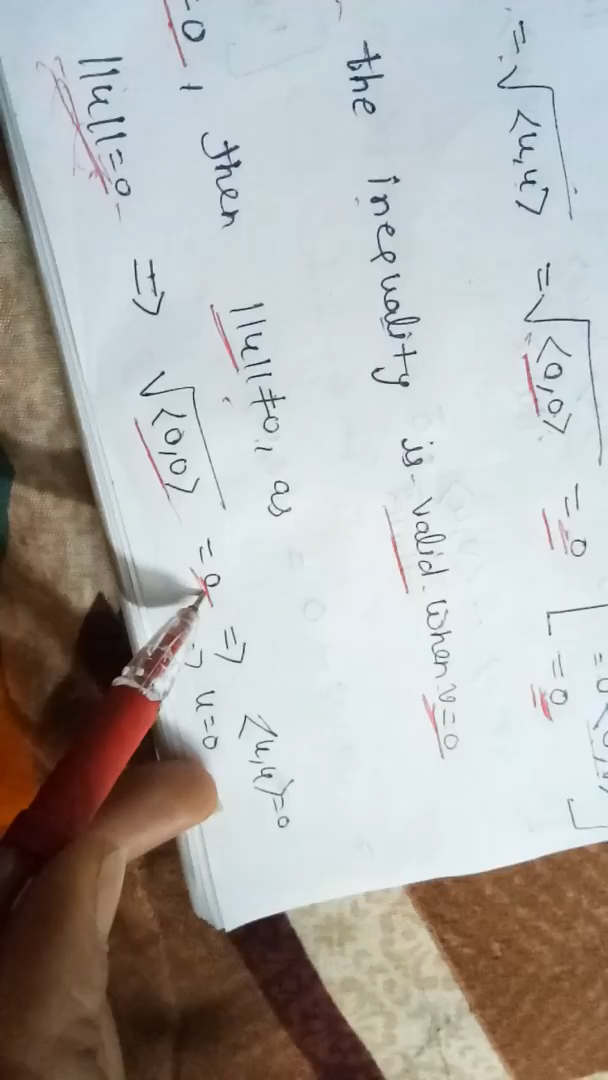 = √<u,u> = √<0,0> = 0 [ = 0
the inequality is valid when v=0
=0, then ||u|| ≠0, as
||u||=0 => √<0,0> = 0 => <u,u>=0
=> u=0